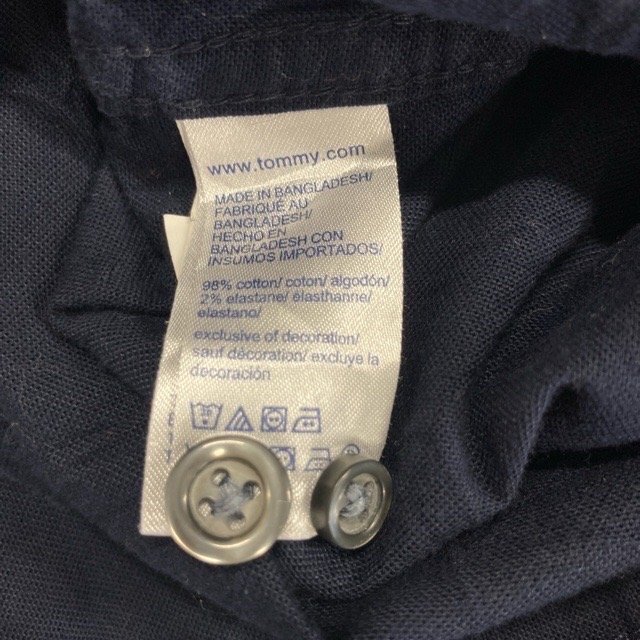 www.tommy.com
MADE IN BANGLADESH/
FABRIQUÉ AU
BANGLADESH/
HECHO EN
BANGLADESH CON
INSUMOS IMPORTADOS/
98% cotton/ coton/ algodón/
2% elastane/ élasthanne/
elastano/
exclusive of decoration/
sauf décoration/ excluye la
decoración